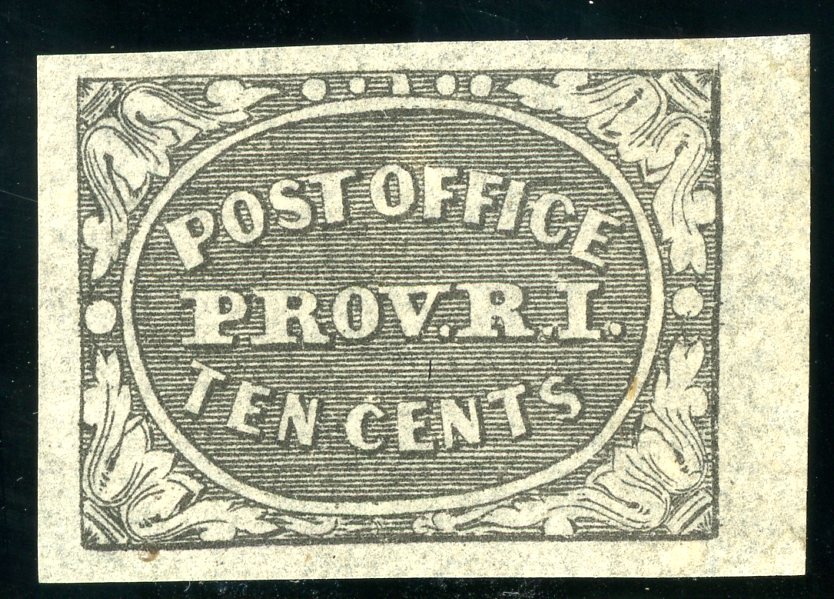 POST OFFICE
PROV. R. I.
TEN CENTS